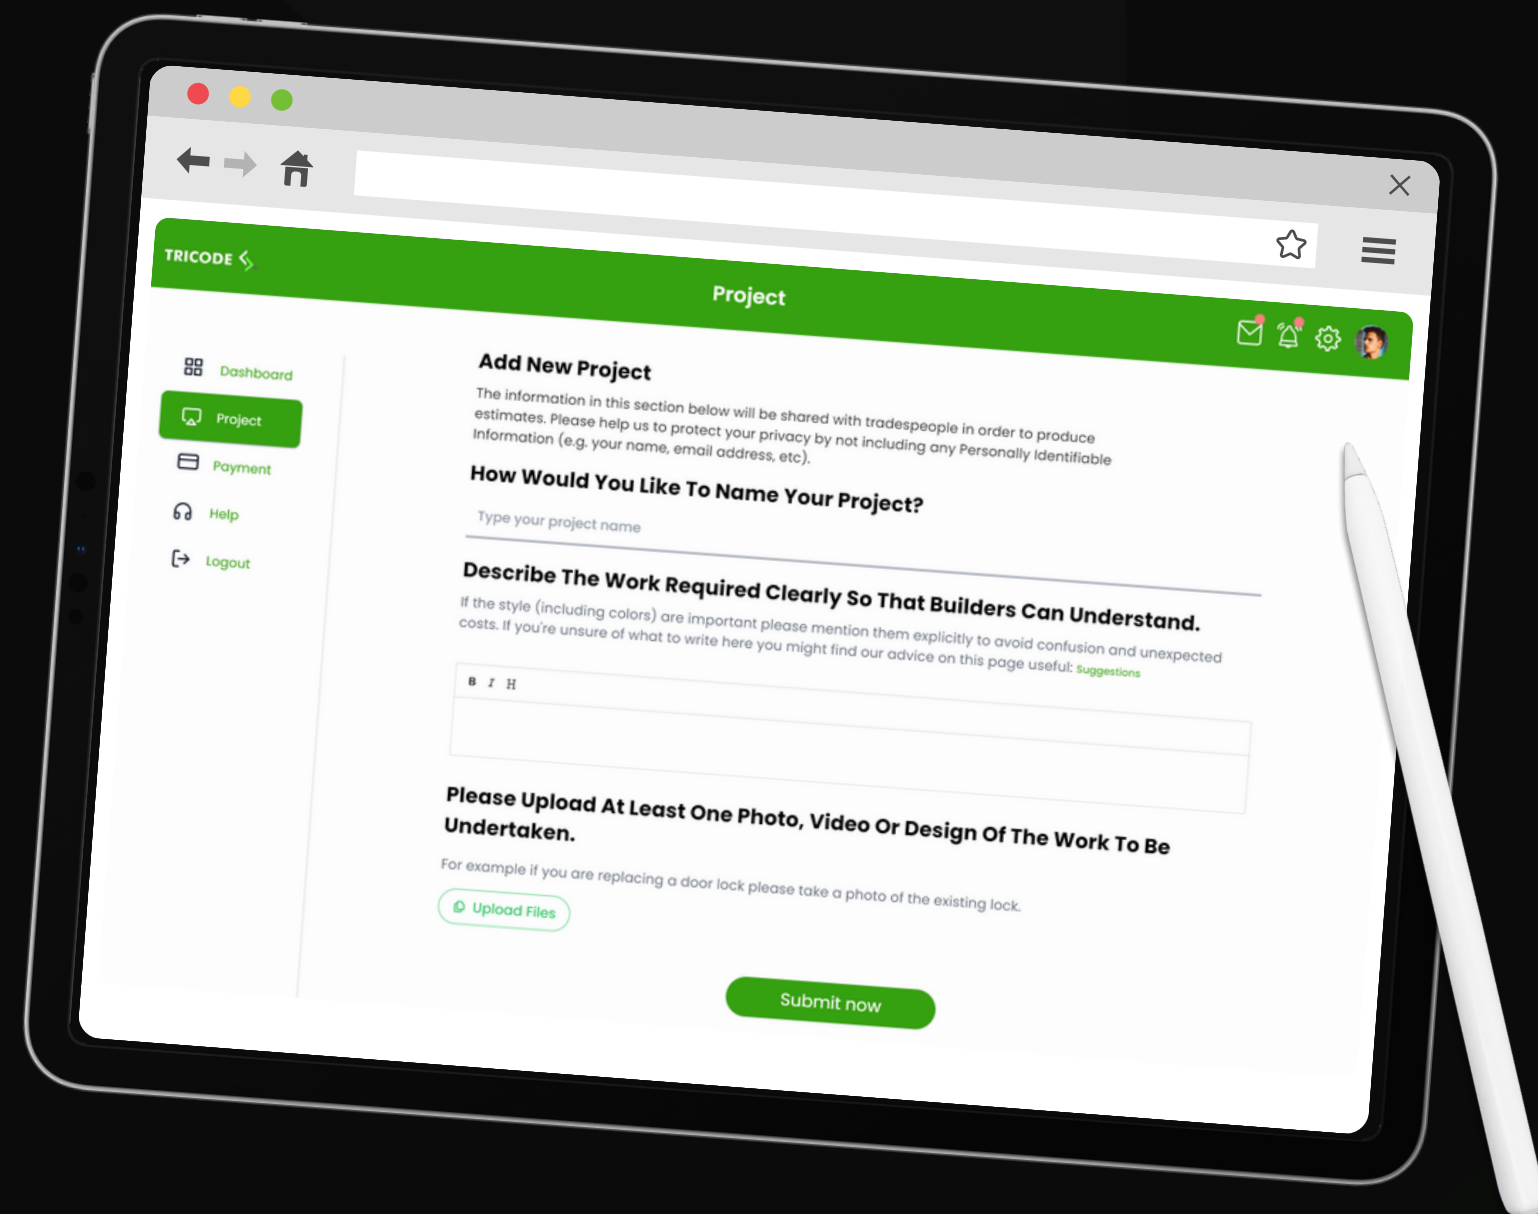 TRICODE
Project
Dashboard
Project
Payment
Help
Logout
Add New Project
The information in this section below will be shared with tradespeople in order to produce
estimates. Please help us to protect your privacy by not including any Personally Identifiable
Information (e.g. your name, email address, etc).
How Would You Like To Name Your Project?
Type your project name
Describe The Work Required Clearly So That Builders Can Understand.
If the style (including colors) are important please mention them explicitly to avoid confusion and unexpected
costs. If you're unsure of what to write here you might find our advice on this page useful: Suggestions
B I H
Please Upload At Least One Photo, Video Or Design Of The Work To Be
Undertaken.
For example if you are replacing a door lock please take a photo of the existing lock.
Upload Files
Submit now